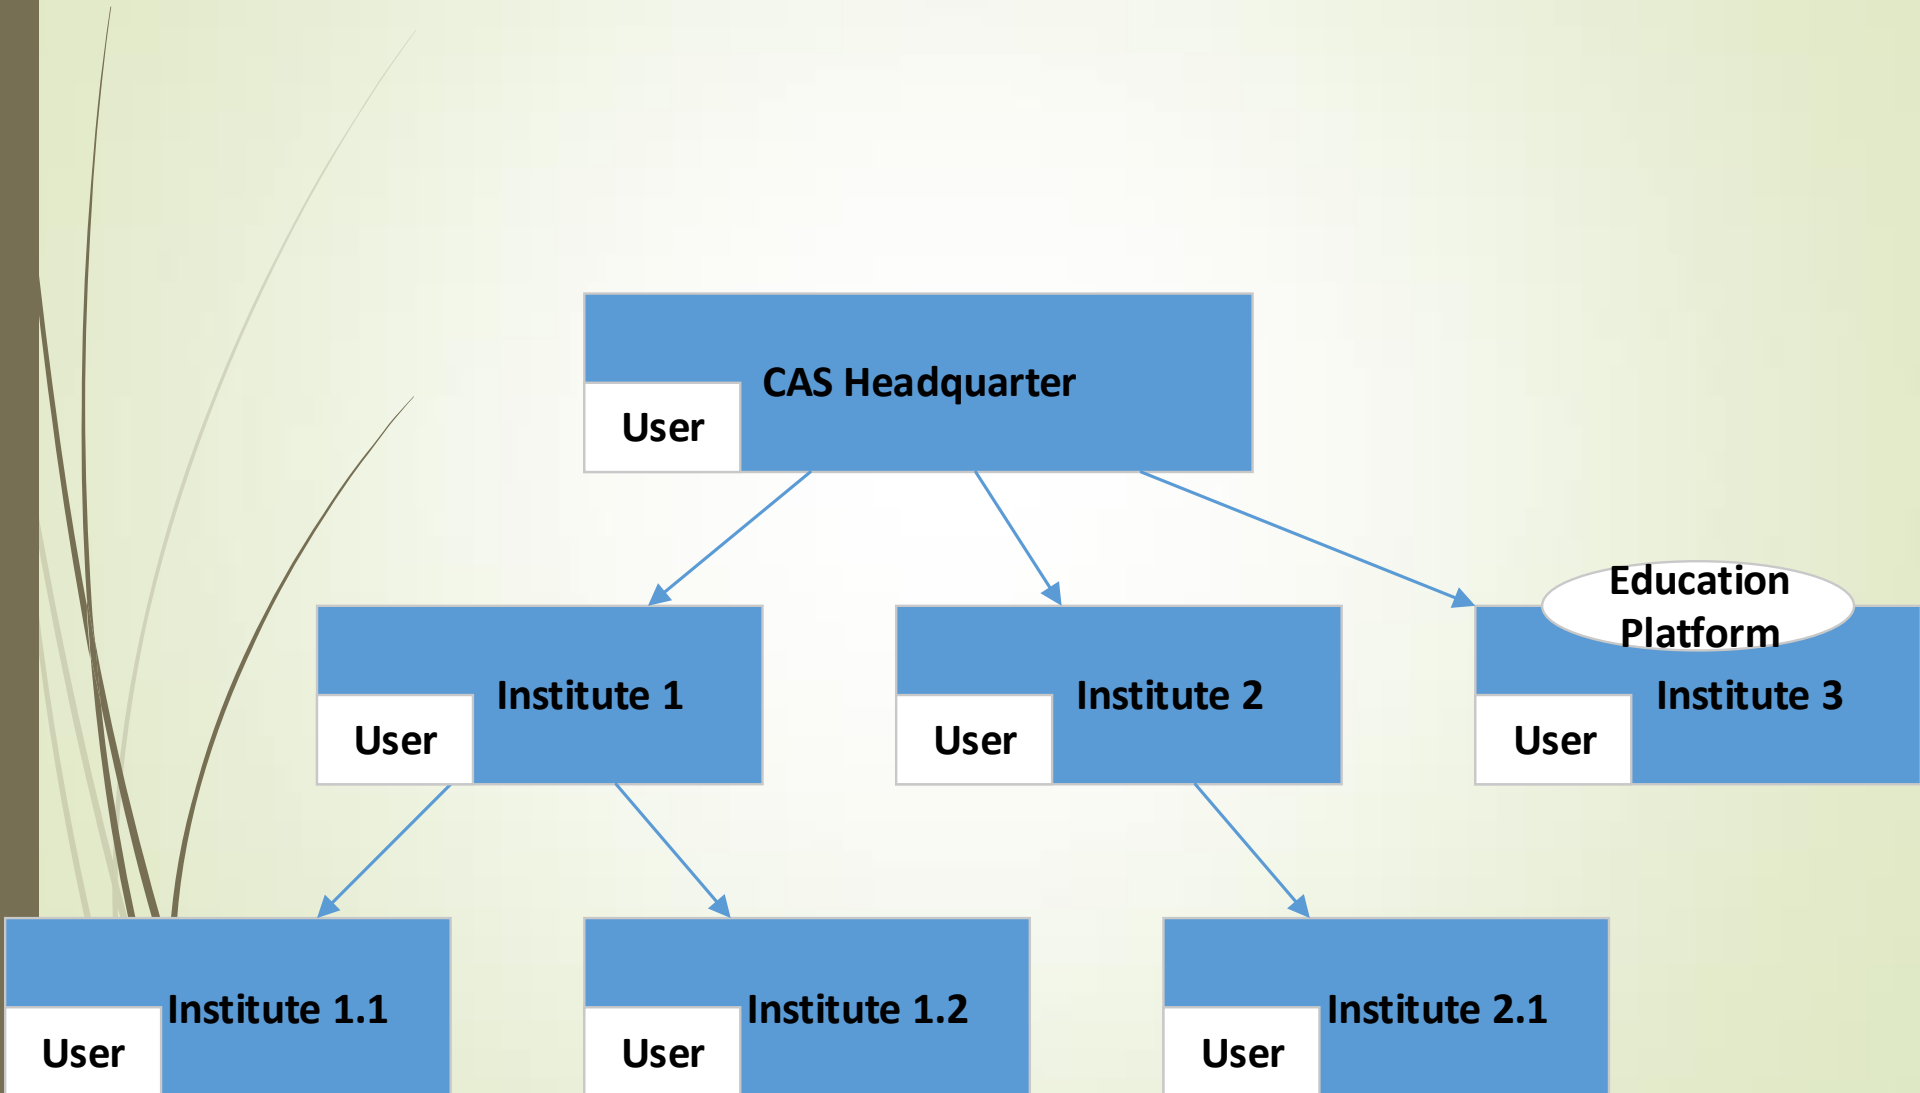 CAS Headquarter
User
Education
Platform
Institute 1
User
Institute 2
User
Institute 3
User
Institute 1.1
User
Institute 1.2
User
Institute 2.1
User